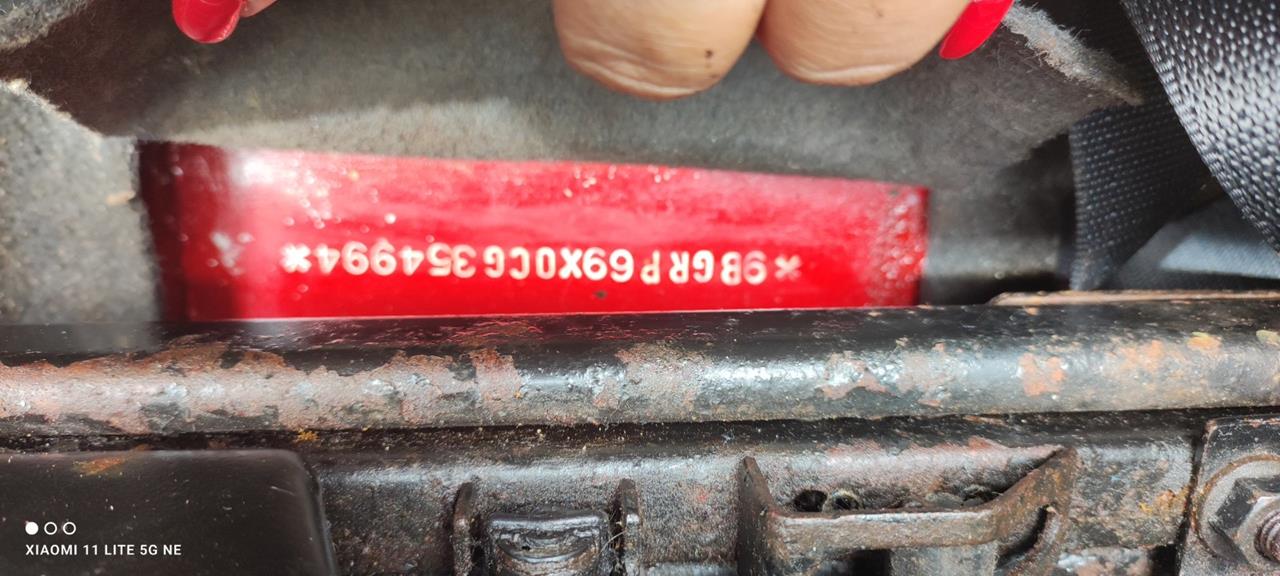 *9BGRP69X0CG354994*
XIAOMI 11 LITE 5G NE